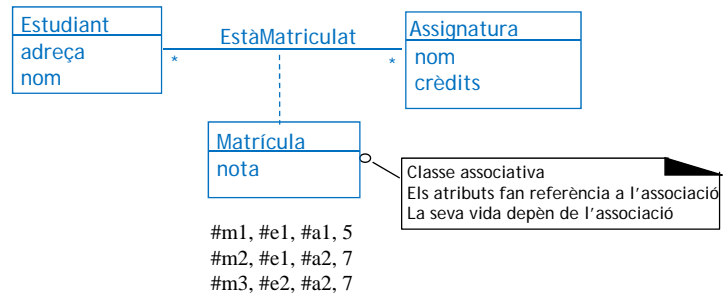 Estudiant
adreça
nom
EstàMatriculat
*
*
Assignatura
nom
crèdits
Matrícula
nota
Classe associativa
Els atributs fan referència a l'associació
La seva vida depèn de l'associació
#m1, #e1, #a1, 5
#m2, #e1, #a2, 7
#m3, #e2, #a2, 7